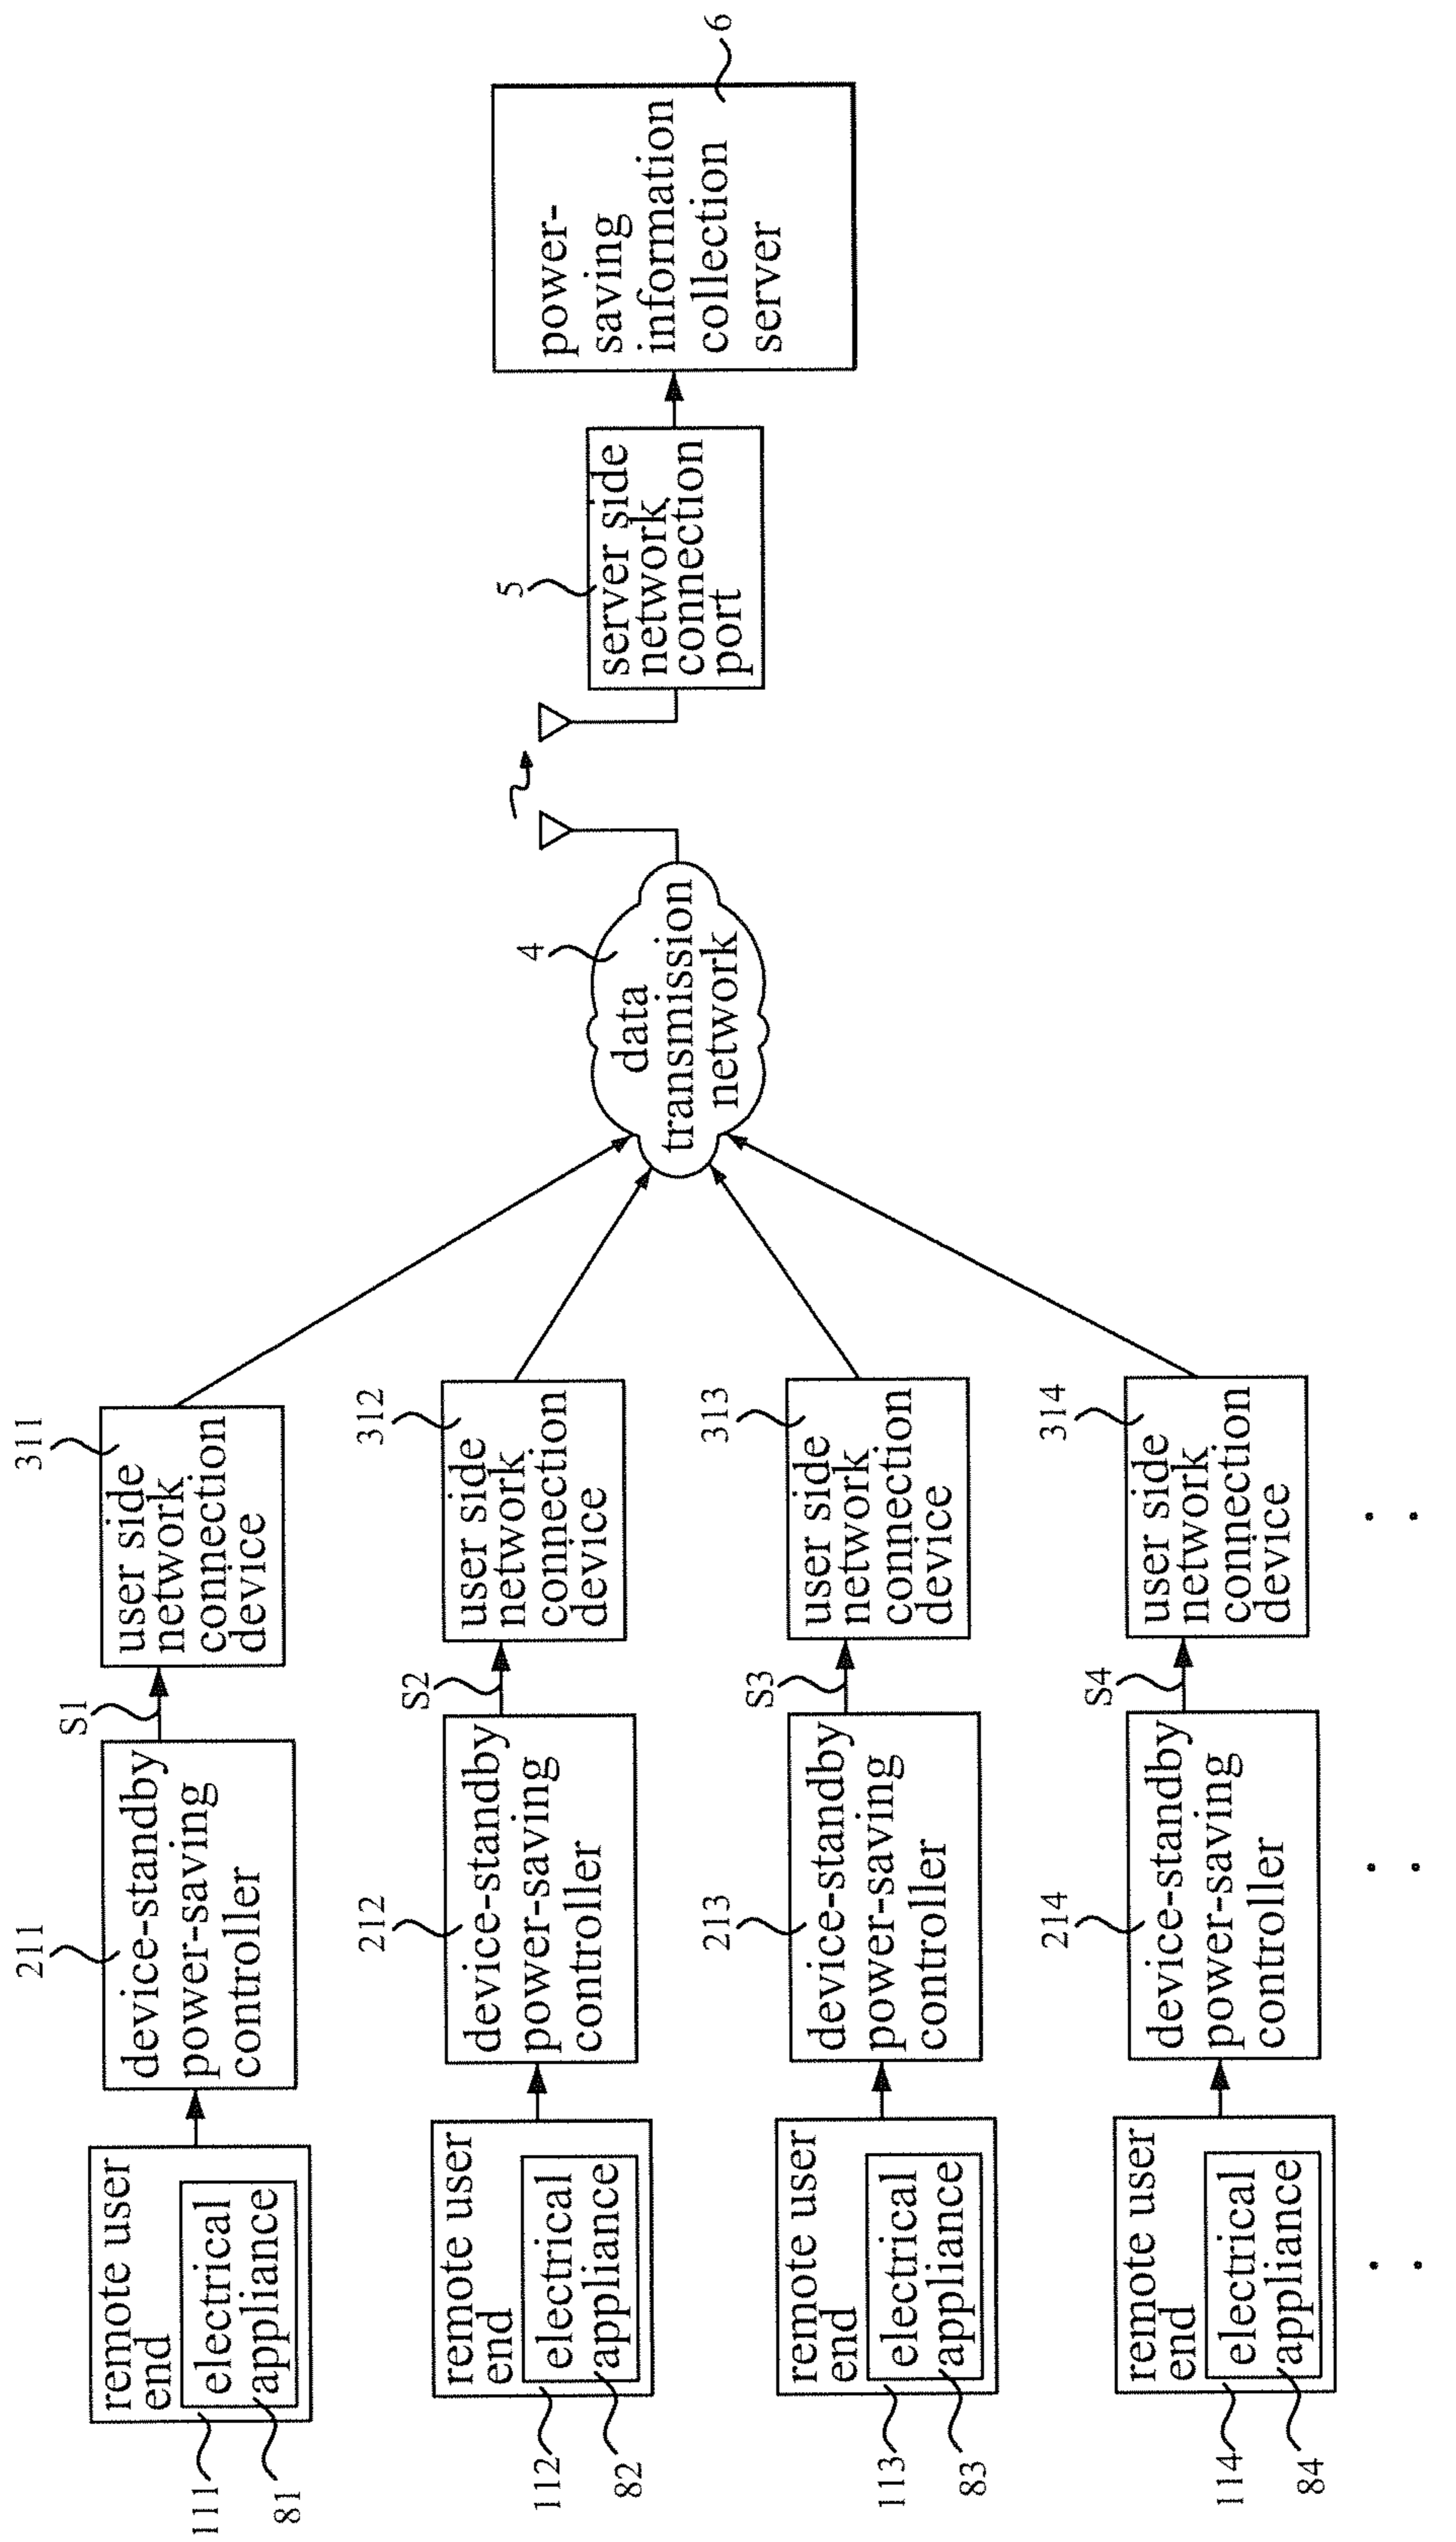 111
81
remote user
end
electrical
appliance
211
device-standby
power-saving
controller
S1
311
user side
network
connection
device
112
82
remote user
end
electrical
appliance
212
device-standby
power-saving
controller
S2
312
user side
network
connection
device
113
83
remote user
end
electrical
appliance
213
device-standby
power-saving
controller
S3
313
user side
network
connection
device
114
84
remote user
end
electrical
appliance
214
device-standby
power-saving
controller
S4
314
user side
network
connection
device
4
data
transmission
network
5
server side
network
connection
port
6
power-
saving
information
collection
server